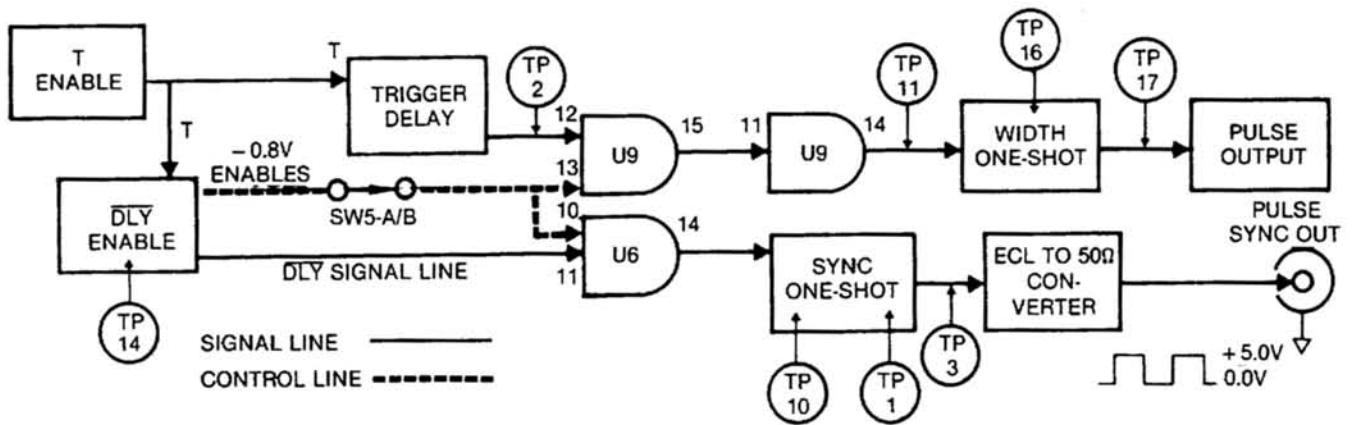 T
ENABLE
T
T
TRIGGER
DELAY
TP
2
12
13
U9
15
11
U9
14
TP
11
TP
16
WIDTH
ONE-SHOT
TP
17
PULSE
OUTPUT
– 0.8V
ENABLES
SW5-A/B
DLY
ENABLE
DLY SIGNAL LINE
10
11
U6
14
SYNC
ONE-SHOT
ECL TO 50Ω
CON-
VERTER
PULSE
SYNC OUT
TP
14
TP
10
TP
1
TP
3
+ 5.0V
0.0V
SIGNAL LINE
CONTROL LINE